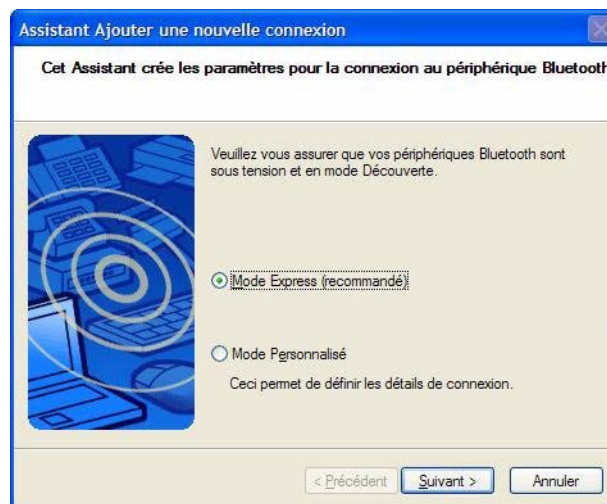 Assistant Ajouter une nouvelle connexion
Cet Assistant crée les paramètres pour la connexion au périphérique Bluetooth
Veuillez vous assurer que vos périphériques Bluetooth sont
sous tension et en mode Découverte.
Mode Express (recommandé)
Mode Personnalisé
Ceci permet de définir les détails de connexion.
< Précédent
Suivant >
Annuler